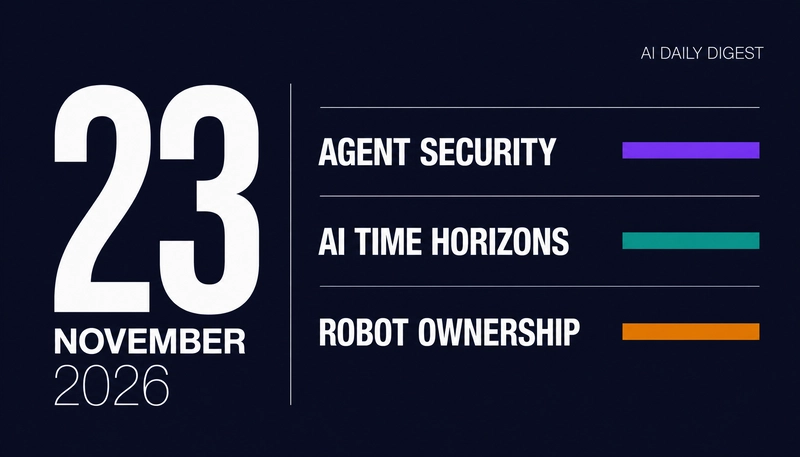 AI DAILY DIGEST
23
NOVEMBER
2026
AGENT SECURITY
AI TIME HORIZONS
ROBOT OWNERSHIP